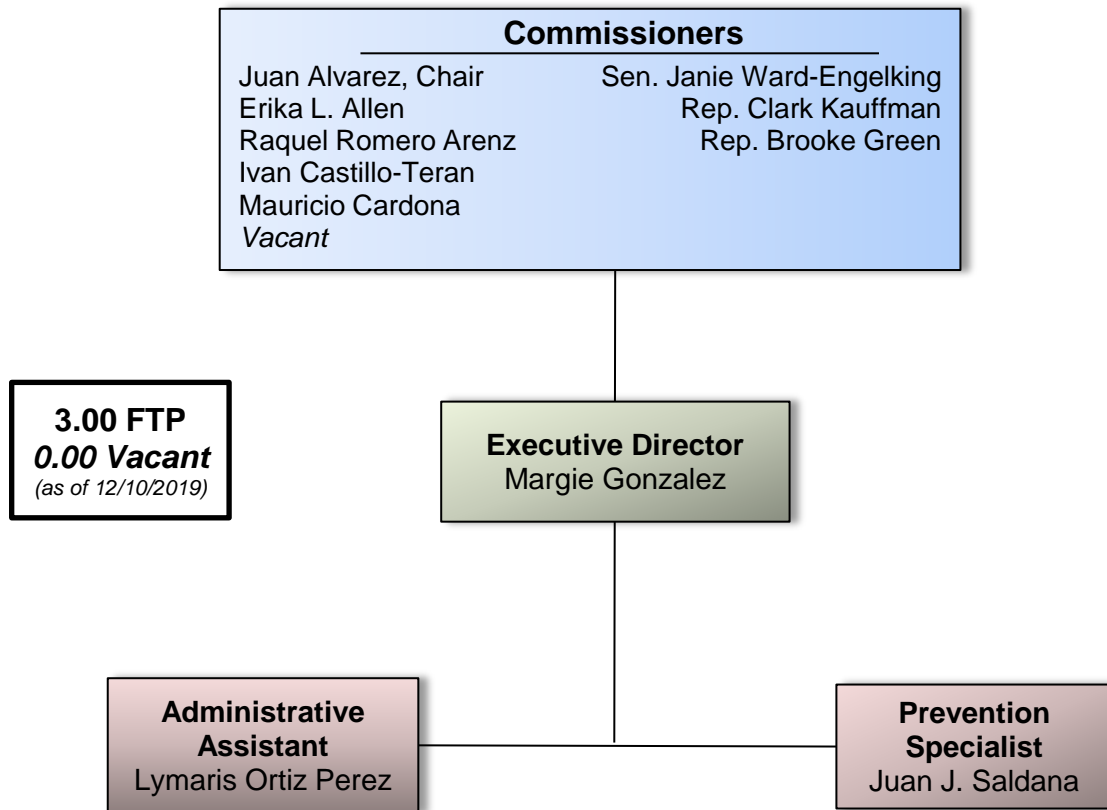 Commissioners
Juan Alvarez, Chair
Erika L. Allen
Raquel Romero Arenz
Ivan Castillo-Teran
Mauricio Cardona
Vacant
Sen. Janie Ward-Engelking
Rep. Clark Kauffman
Rep. Brooke Green
3.00 FTP
0.00 Vacant
(as of 12/10/2019)
Executive Director
Margie Gonzalez
Administrative
Assistant
Lymaris Ortiz Perez
Prevention
Specialist
Juan J. Saldana